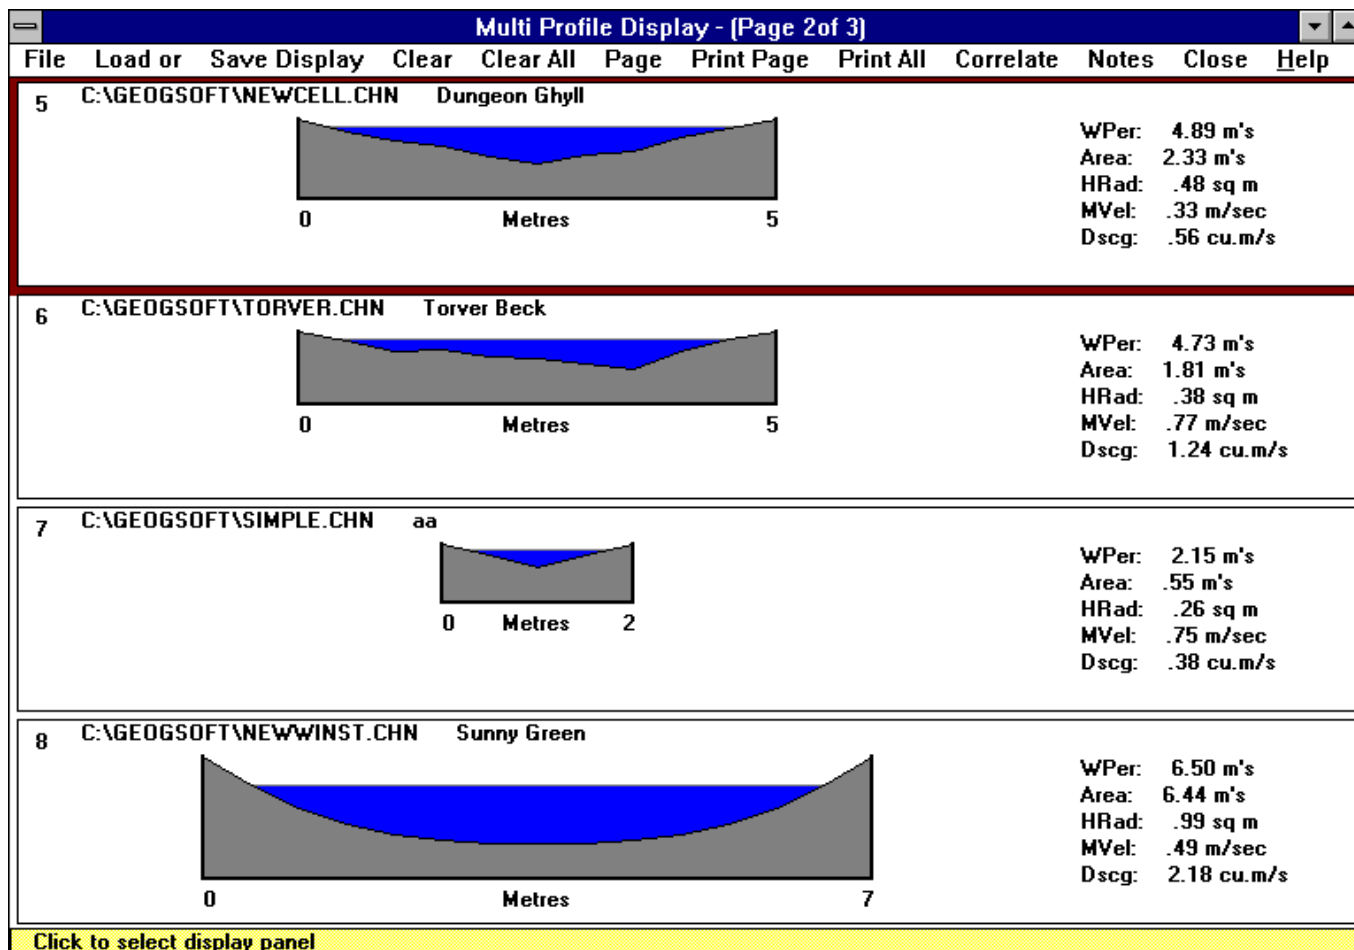 Multi Profile Display - (Page 2of 3)
File Load or Save Display Clear Clear All Page Print Page Print All Correlate Notes Close Help
5 C:\GEOGSOFT\NEWCELL.CHN Dungeon Ghyll
WPer: 4.89 m's
Area: 2.33 m's
HRad: .48 sq m
MVel: .33 m/sec
Dscg: .56 cu.m/s
0 Metres 5
6 C:\GEOGSOFT\TORVER.CHN Torver Beck
WPer: 4.73 m's
Area: 1.81 m's
HRad: .38 sq m
MVel: .77 m/sec
Dscg: 1.24 cu.m/s
0 Metres 5
7 C:\GEOGSOFT\SIMPLE.CHN aa
WPer: 2.15 m's
Area: .55 m's
HRad: .26 sq m
MVel: .75 m/sec
Dscg: .38 cu.m/s
0 Metres 2
8 C:\GEOGSOFT\NEWWINST.CHN Sunny Green
WPer: 6.50 m's
Area: 6.44 m's
HRad: .99 sq m
MVel: .49 m/sec
Dscg: 2.18 cu.m/s
0 Metres 7
Click to select display panel